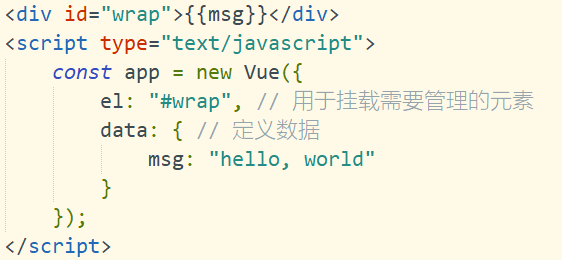 <div id="wrap">{{msg}}</div>
<script type="text/javascript">
    const app = new Vue({
        el: "#wrap", // 用于挂载需要管理的元素
        data: { // 定义数据
            msg: "hello, world"
        }
    });
</script>